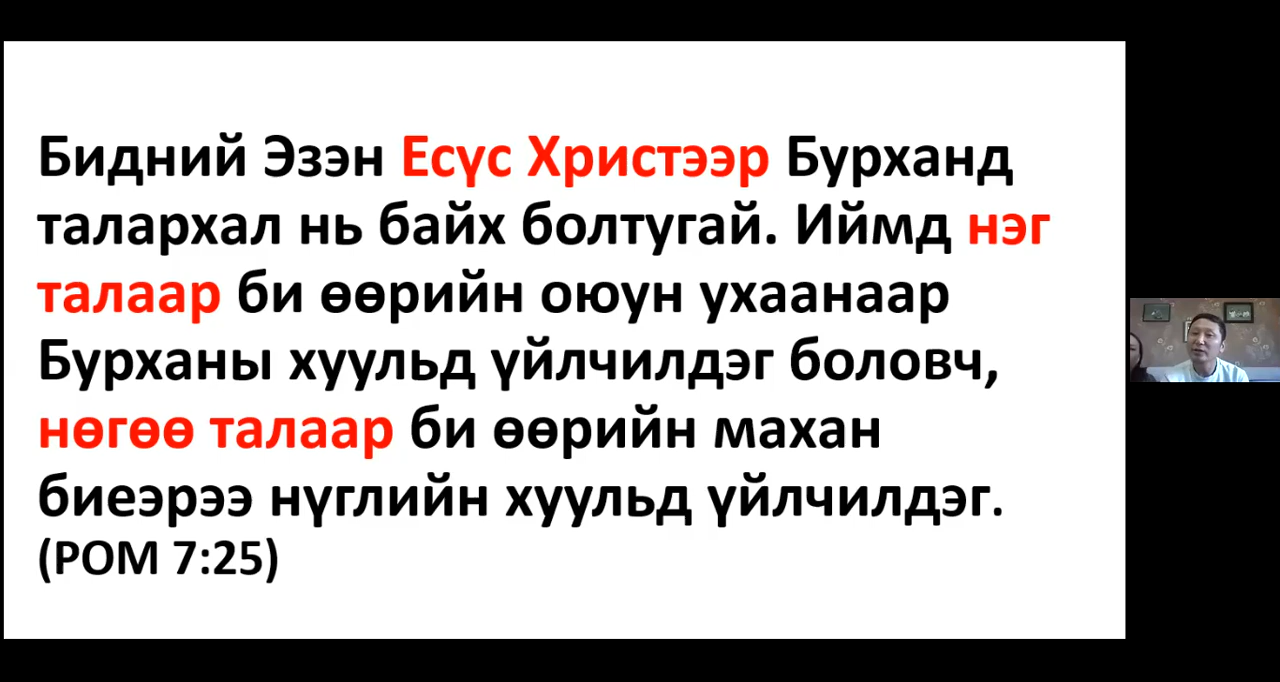 Бидний Эзэн Есүс Христээр Бурханд
талархал нь байх болтугай. Иймд нэг
талаар би өөрийн оюун ухаанаар
Бурханы хуульд үйлчилдэг боловч,
нөгөө талаар би өөрийн махан
биеэрээ нүглийн хуульд үйлчилдэг.
(РОМ 7:25)